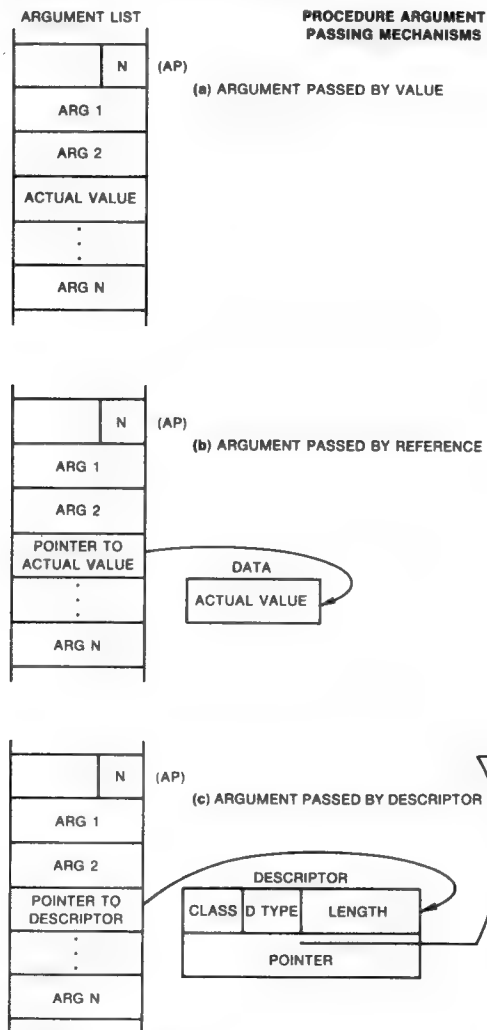 ARGUMENT LIST
PROCEDURE ARGUMENT
PASSING MECHANISMS
N
(AP)
(a) ARGUMENT PASSED BY VALUE
ARG 1
ARG 2
ACTUAL VALUE
ARG N
N
(AP)
(b) ARGUMENT PASSED BY REFERENCE
ARG 1
ARG 2
POINTER TO
ACTUAL VALUE
DATA
ACTUAL VALUE
ARG N
N
(AP)
(c) ARGUMENT PASSED BY DESCRIPTOR
ARG 1
ARG 2
POINTER TO
DESCRIPTOR
DESCRIPTOR
CLASS D TYPE LENGTH
POINTER
ARG N